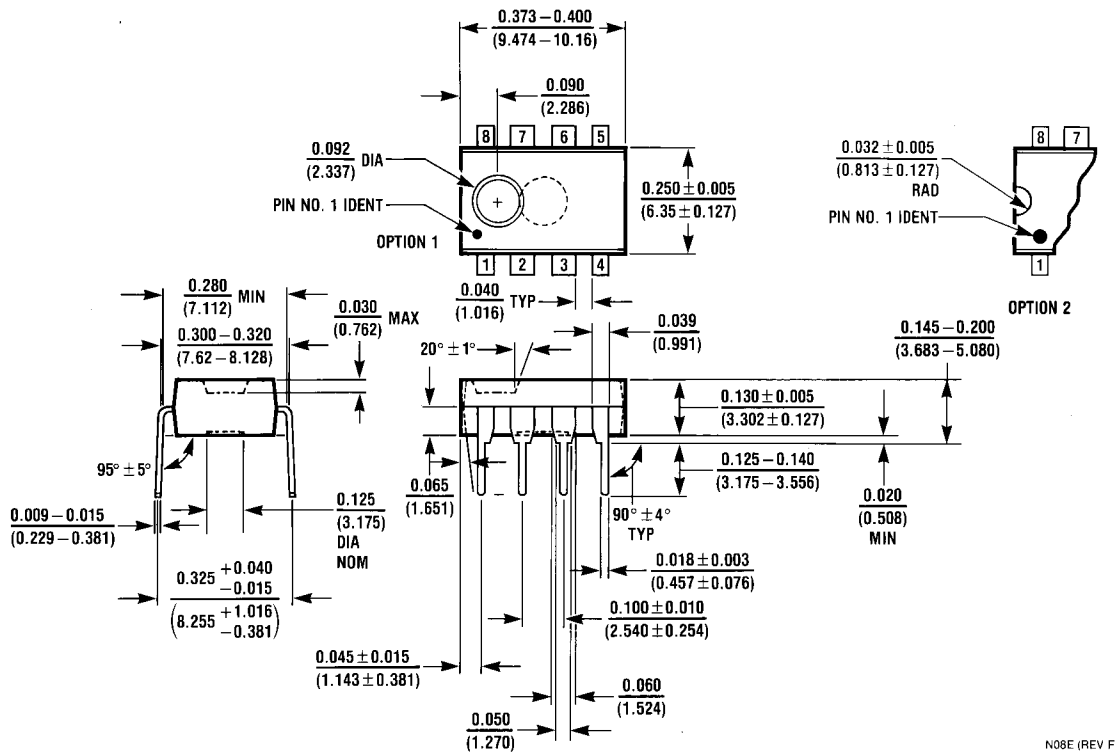 0.373 – 0.400
(9.474 – 10.16)
0.090
(2.286)
8 7 6 5
0.092 DIA
(2.337)
PIN NO. 1 IDENT
OPTION 1
0.250 ± 0.005
(6.35 ± 0.127)
1 2 3 4
8 7
0.032 ± 0.005
(0.813 ± 0.127)
RAD
PIN NO. 1 IDENT
1
OPTION 2
0.280 MIN
(7.112)
0.030 MAX
(0.762)
0.300 – 0.320
(7.62 – 8.128)
0.040 TYP
(1.016)
0.039
(0.991)
0.145 – 0.200
(3.683 – 5.080)
20° ± 1°
0.130 ± 0.005
(3.302 ± 0.127)
95° ± 5°
0.065
(1.651)
0.125 – 0.140
(3.175 – 3.556)
90° ± 4°
TYP
0.020
(0.508)
MIN
0.009 – 0.015
(0.229 – 0.381)
0.125
(3.175)
DIA
NOM
0.018 ± 0.003
(0.457 ± 0.076)
0.325 +0.040 −0.015
(8.255 +1.016 −0.381)
0.100 ± 0.010
(2.540 ± 0.254)
0.045 ± 0.015
(1.143 ± 0.381)
0.060
(1.524)
0.050
(1.270)
N08E (REV F